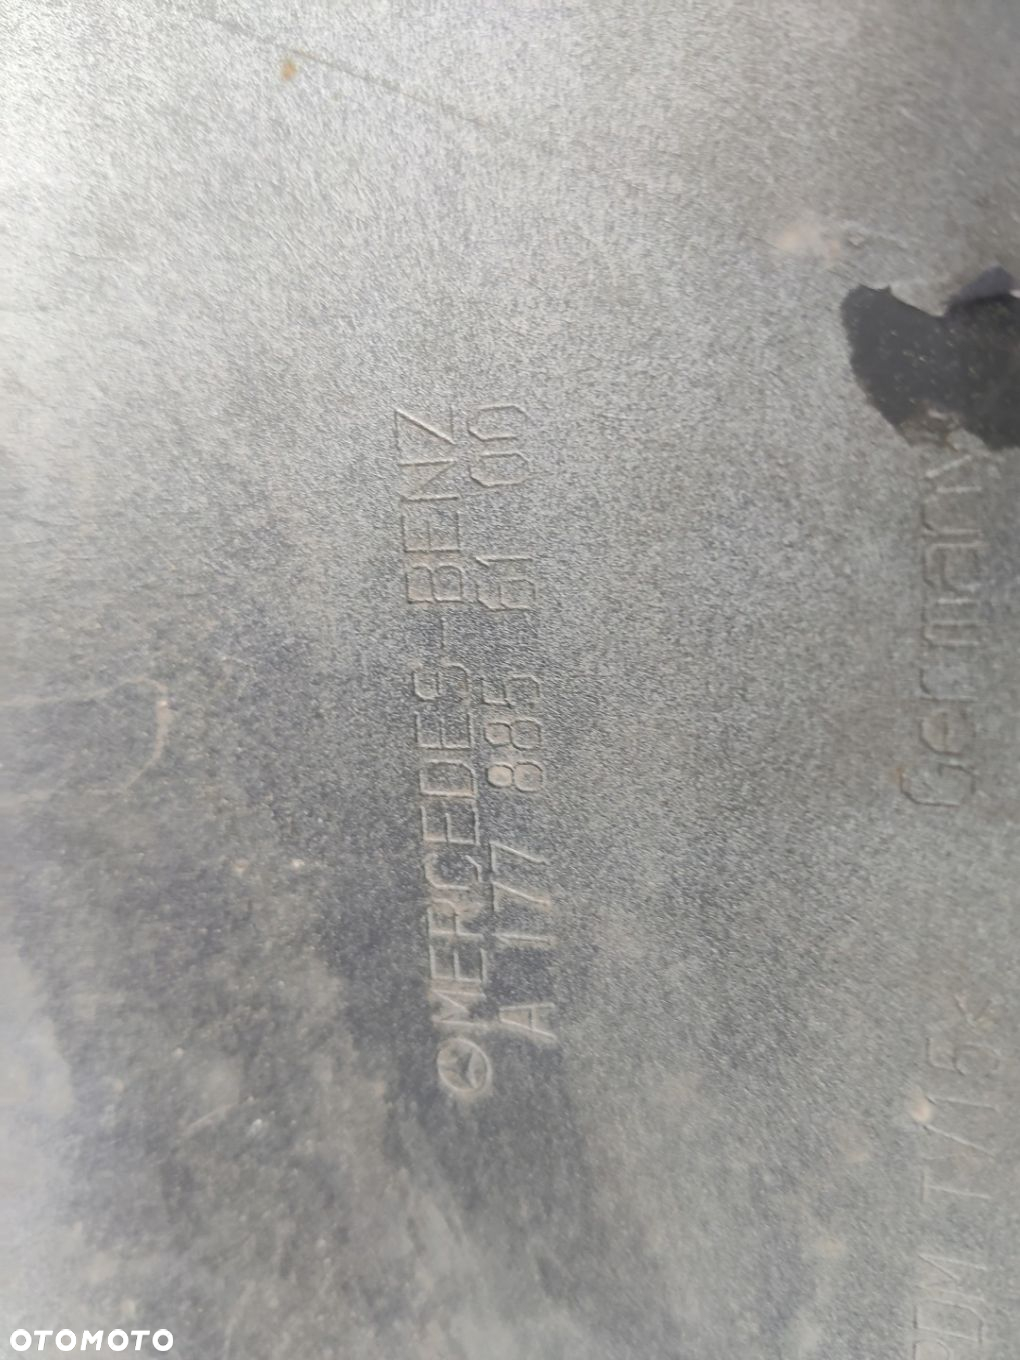 MERCEDES-BENZ
A 177 885 61 00
Germany
OTOMOTO